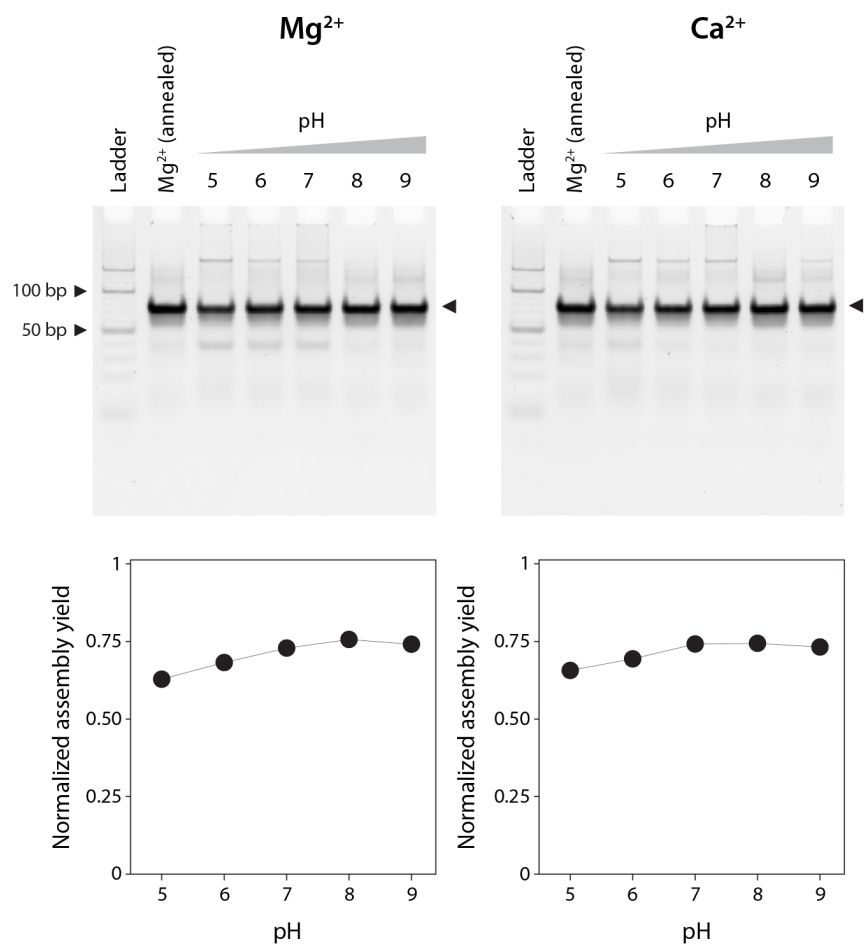 Mg²⁺
Ca²⁺
Ladder
Mg²⁺ (annealed)
pH
5 6 7 8 9
Ladder
Mg²⁺ (annealed)
pH
5 6 7 8 9
100 bp
50 bp
Normalized assembly yield
1
0.75
0.50
0.25
0
5 6 7 8 9
pH
Normalized assembly yield
1
0.75
0.50
0.25
0
5 6 7 8 9
pH